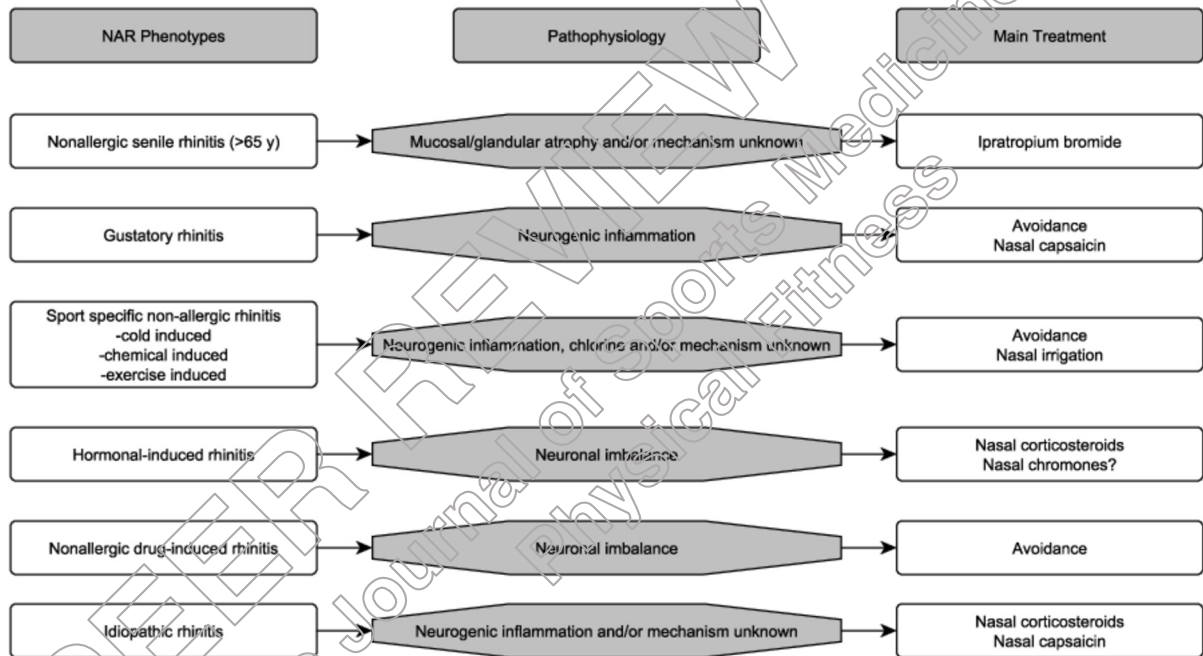 NAR Phenotypes
Pathophysiology
Main Treatment
Nonallergic senile rhinitis (>65 y)
Mucosal/glandular atrophy and/or mechanism unknown
Ipratropium bromide
Gustatory rhinitis
Neurogenic inflammation
Avoidance
Nasal capsaicin
Sport specific non-allergic rhinitis
-cold induced
-chemical induced
-exercise induced
Neurogenic inflammation, chlorine and/or mechanism unknown
Avoidance
Nasal irrigation
Hormonal-induced rhinitis
Neuronal imbalance
Nasal corticosteroids
Nasal chromones?
Nonallergic drug-induced rhinitis
Neuronal imbalance
Avoidance
Idiopathic rhinitis
Neurogenic inflammation and/or mechanism unknown
Nasal corticosteroids
Nasal capsaicin
EER REVIEW
Journal of Sports Medicine
Physical Fitness